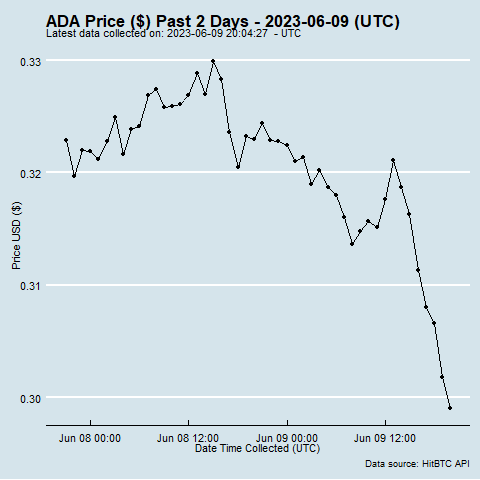 ADA Price ($) Past 2 Days - 2023-06-09 (UTC)
Latest data collected on: 2023-06-09 20:04:27 - UTC
0.33
0.32
0.31
0.30
Price USD ($)
Jun 08 00:00 Jun 08 12:00 Jun 09 00:00 Jun 09 12:00
Date Time Collected (UTC)
Data source: HitBTC API